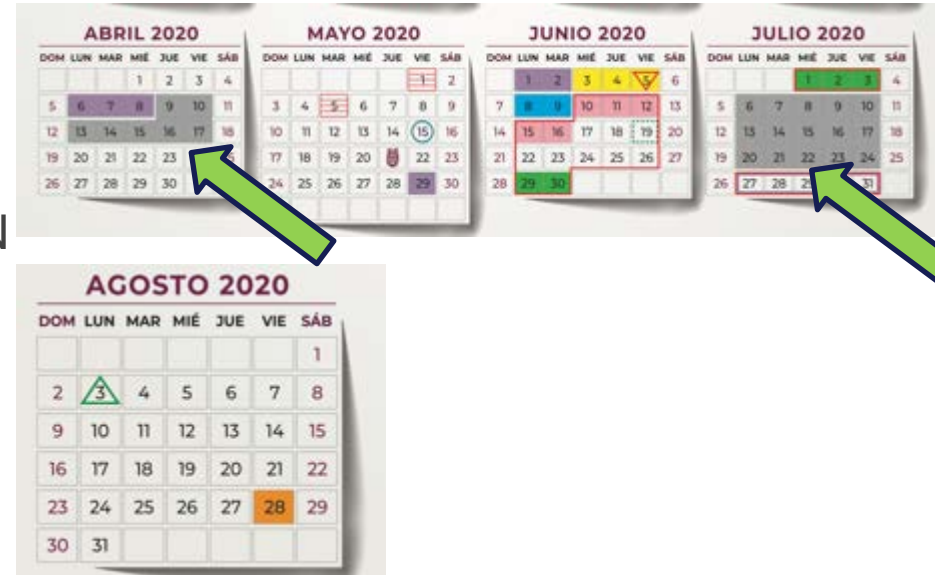 ABRIL 2020
DOM LUN MAR MIÉ JUE VIE SÁB
1 2 3 4
5 6 7 8 9 10 11
12 13 14 15 16 17 18
19 20 21 22 23
26 27 28 29 30
MAYO 2020
DOM LUN MAR MIÉ JUE VIE SÁB
1 2
3 4 5 6 7 8 9
10 11 12 13 14 15 16
17 18 19 20 22 23
24 25 26 27 28 29 30
JUNIO 2020
DOM LUN MAR MIÉ JUE VIE SÁB
1 2 3 4 5 6
7 8 9 10 11 12 13
14 15 16 17 18 19 20
21 22 23 24 25 26 27
28 29 30
JULIO 2020
DOM LUN MAR MIÉ JUE VIE SÁB
1 2 3 4
5 6 7 8 9 10 11
12 13 14 15 16 17 18
19 20 21 22 23 24 25
26 27 28 29 31
N
AGOSTO 2020
DOM LUN MAR MIÉ JUE VIE SÁB
1
2 3 4 5 6 7 8
9 10 11 12 13 14 15
16 17 18 19 20 21 22
23 24 25 26 27 28 29
30 31